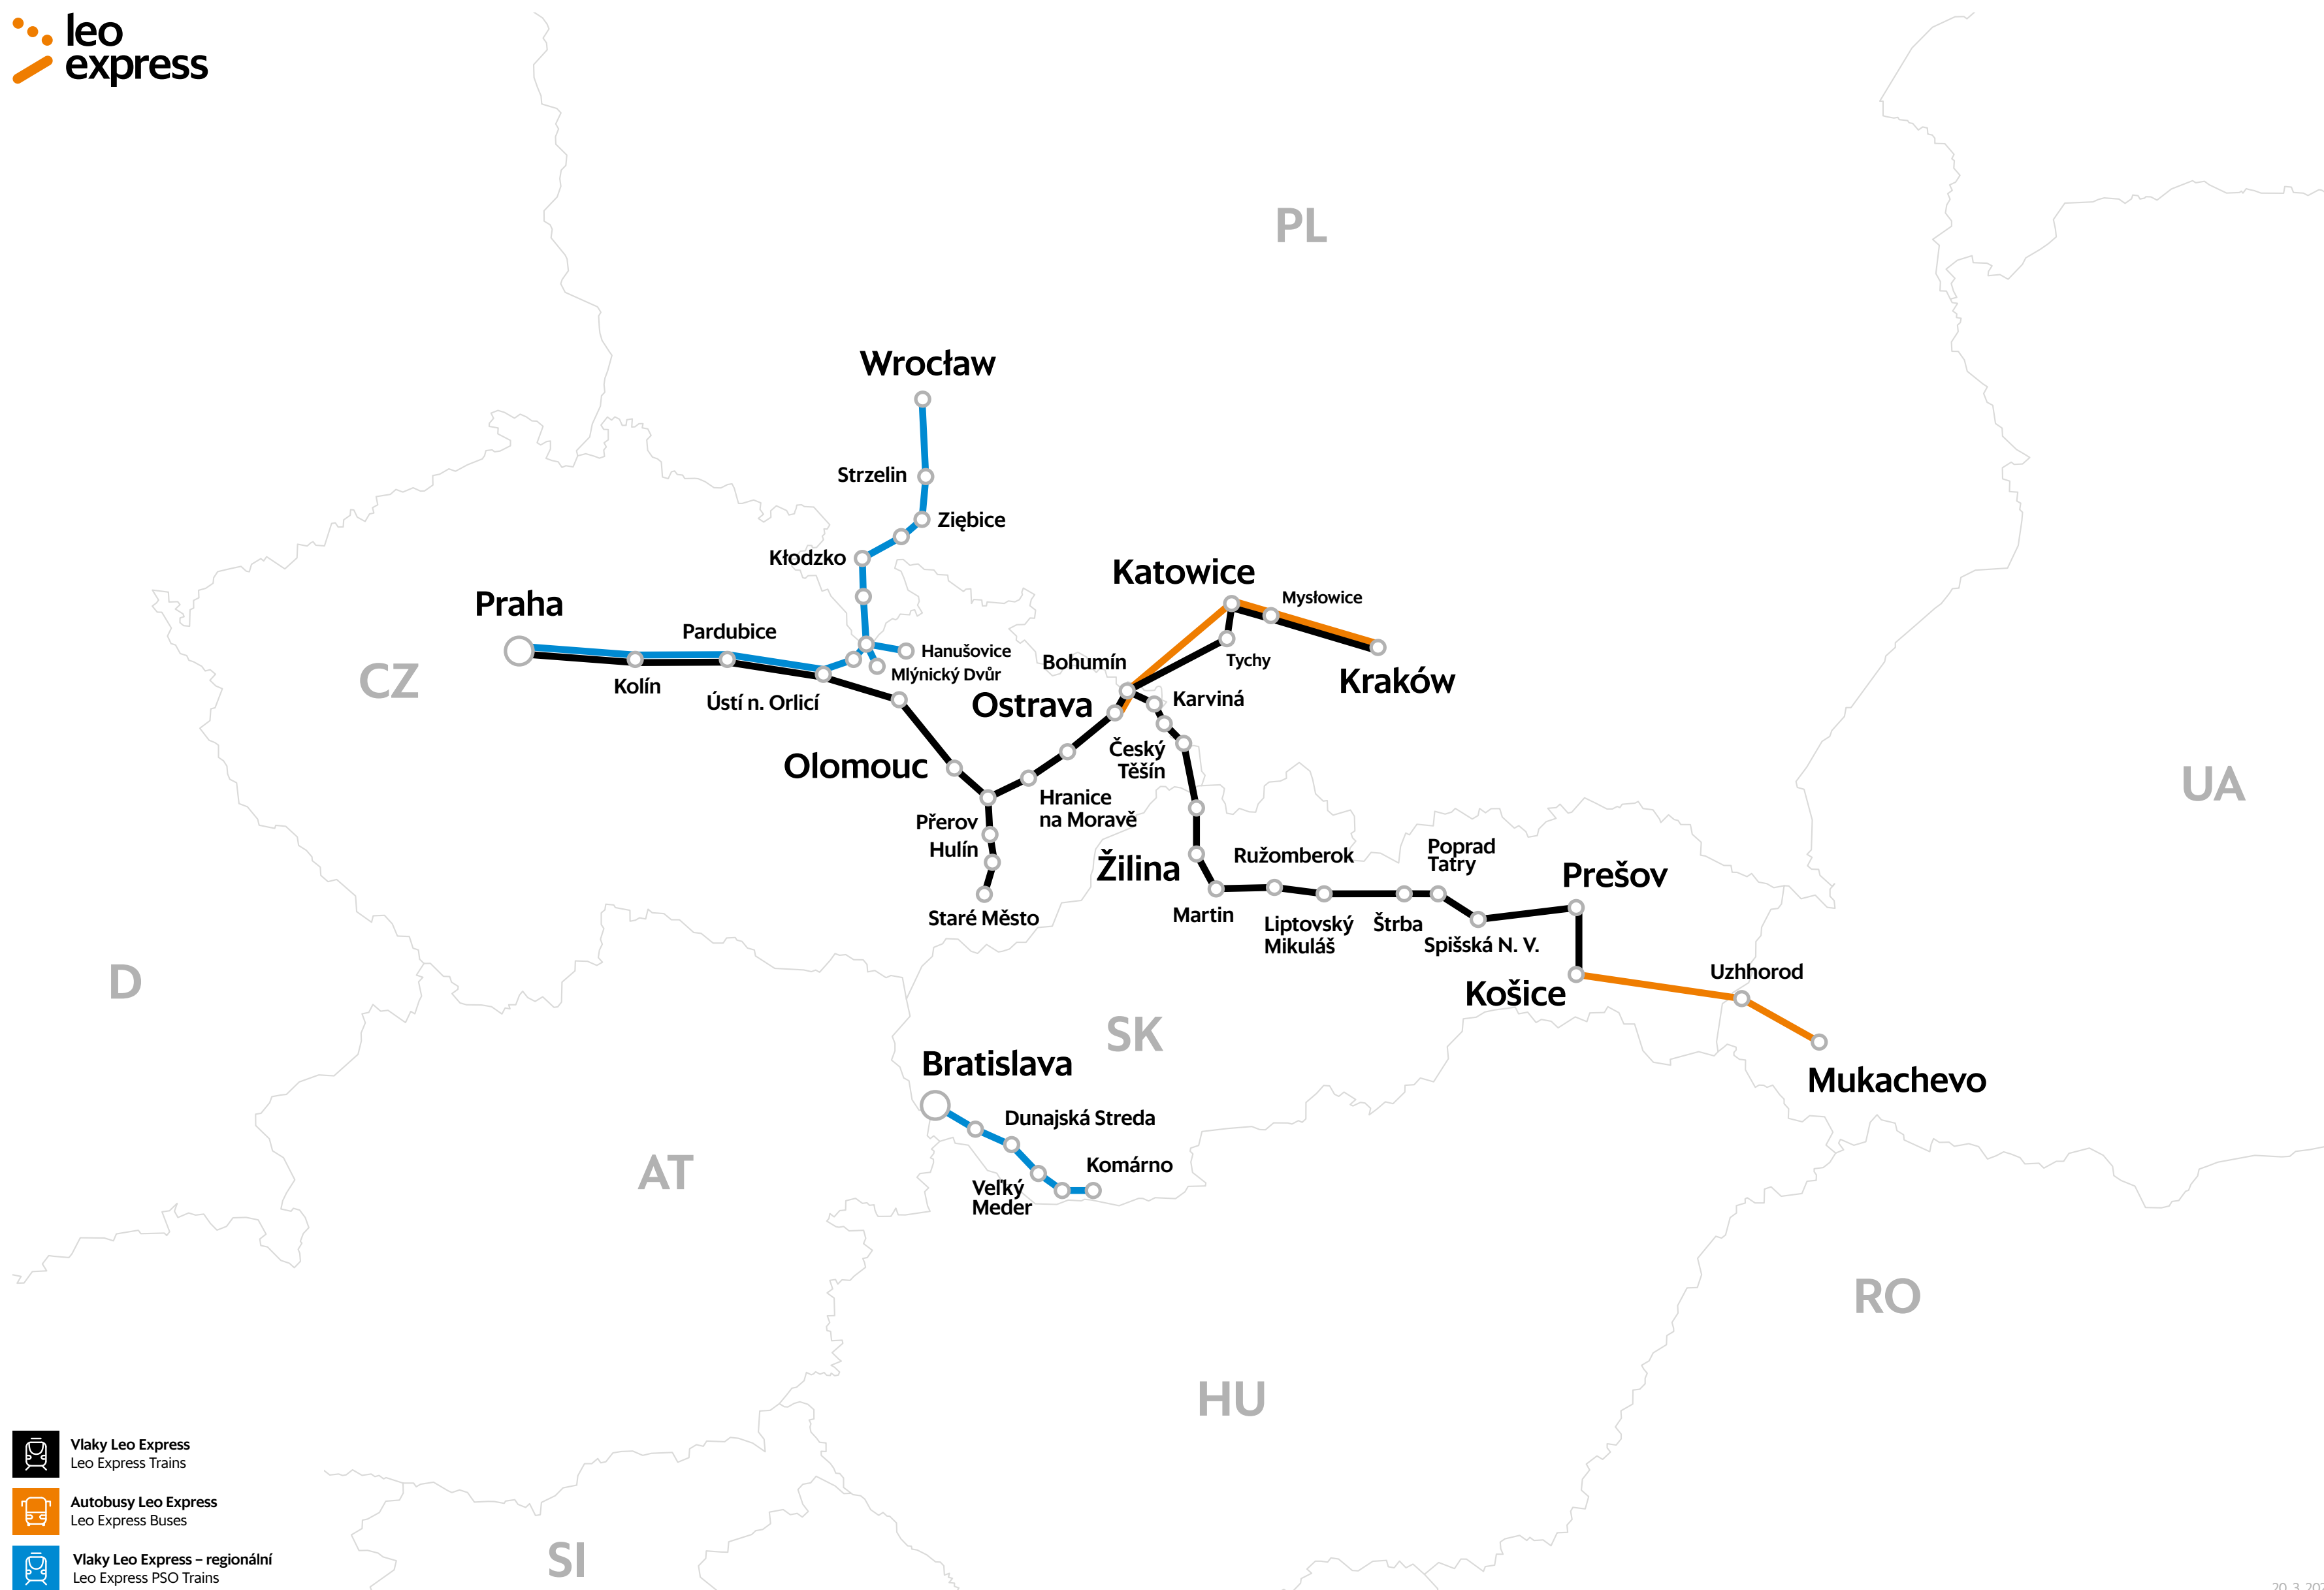 leo
express
PL
Wrocław
Strzelin
Ziębice
Kłodzko
Katowice
Mysłowice
Praha
Pardubice
Hanušovice
Mlýnický Dvůr
Bohumín
Tychy
CZ
Kolín
Kraków
Ústí n. Orlicí
Ostrava
Karviná
Olomouc
Český
Těšín
UA
Hranice
na Moravě
Přerov
Hulín
Žilina
Ružomberok
Poprad
Tatry
Prešov
Staré Město
Martin
Liptovský
Mikuláš
Štrba
Spišská N. V.
D
Košice
Uzhhorod
SK
Bratislava
Mukachevo
Dunajská Streda
AT
Komárno
Veľký
Meder
RO
HU
Vlaky Leo Express
Leo Express Trains
Autobusy Leo Express
Leo Express Buses
SI
Vlaky Leo Express – regionální
Leo Express PSO Trains